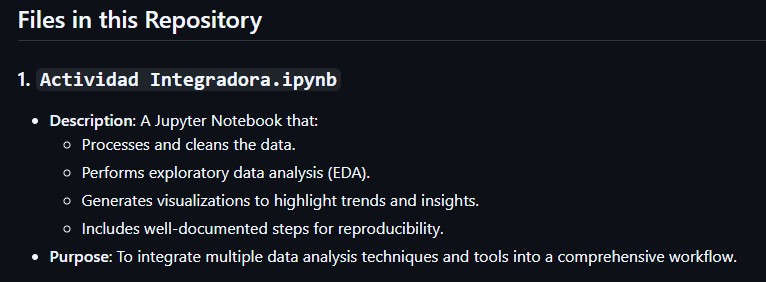 Files in this Repository
1. Actividad Integradora.ipynb
Description: A Jupyter Notebook that:
Processes and cleans the data.
Performs exploratory data analysis (EDA).
Generates visualizations to highlight trends and insights.
Includes well-documented steps for reproducibility.
Purpose: To integrate multiple data analysis techniques and tools into a comprehensive workflow.